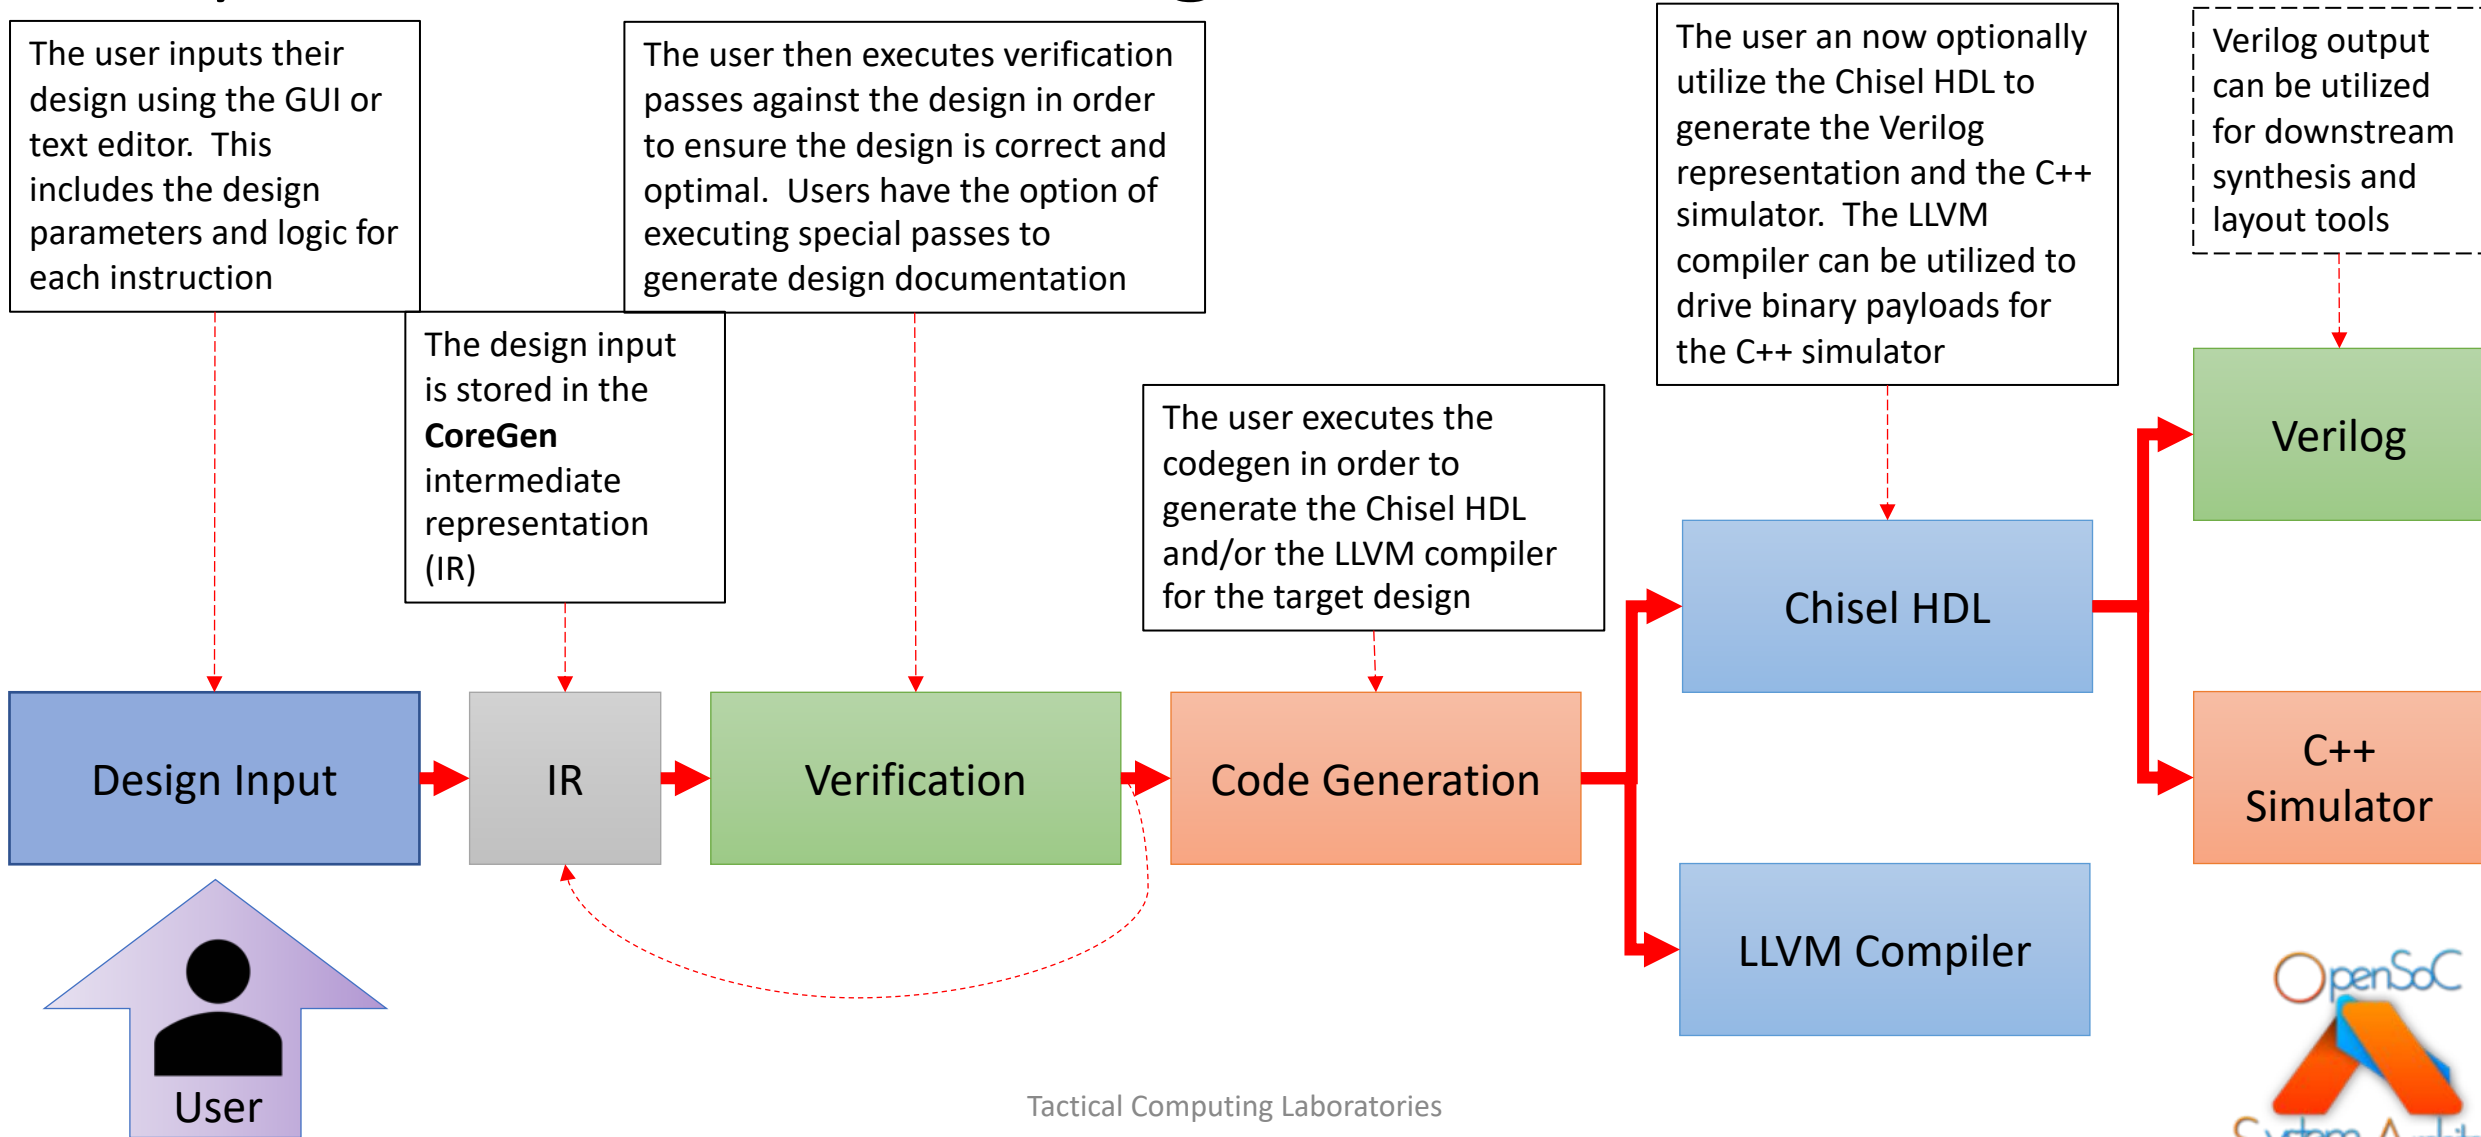 The user inputs their
design using the GUI or
text editor.  This
includes the design
parameters and logic for
each instruction
The design input
is stored in the
CoreGen
intermediate
representation
(IR)
The user then executes verification
passes against the design in order
to ensure the design is correct and
optimal.  Users have the option of
executing special passes to
generate design documentation
The user executes the
codegen in order to
generate the Chisel HDL
and/or the LLVM compiler
for the target design
The user an now optionally
utilize the Chisel HDL to
generate the Verilog
representation and the C++
simulator.  The LLVM
compiler can be utilized to
drive binary payloads for
the C++ simulator
Verilog output
can be utilized
for downstream
synthesis and
layout tools
Design Input
IR
Verification
Code Generation
Chisel HDL
LLVM Compiler
Verilog
C++
Simulator
User
Tactical Computing Laboratories
OpenSoC
System